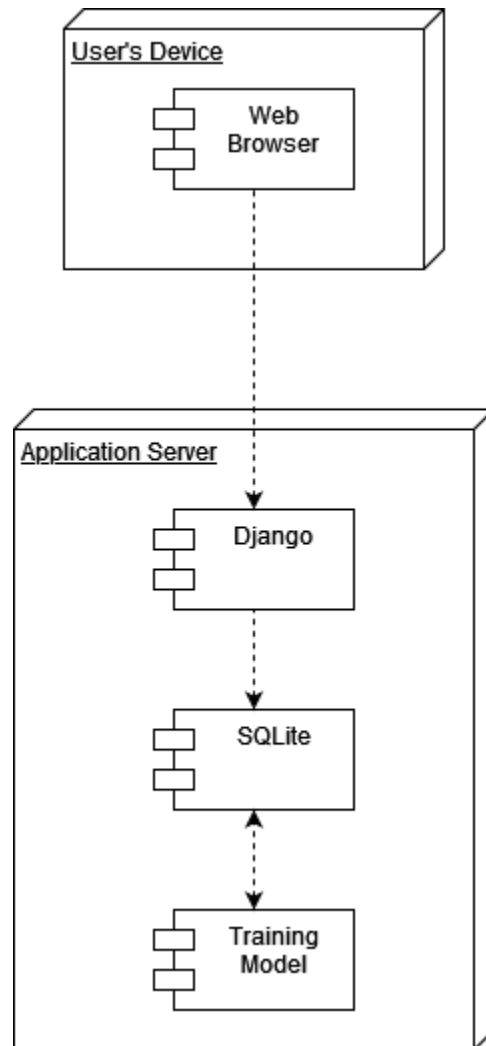 User's Device
Web
Browser
Application Server
Django
SQLite
Training
Model